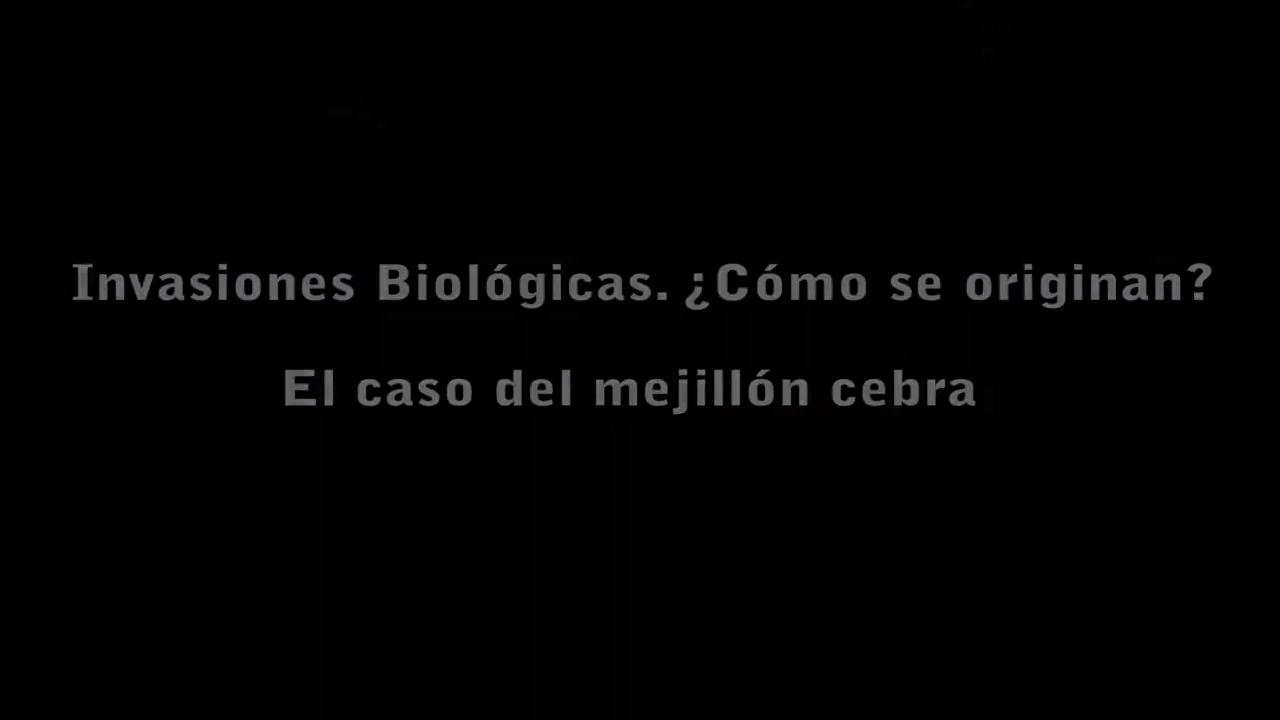 Invasiones Biológicas. ¿Cómo se originan?
El caso del mejillón cebra